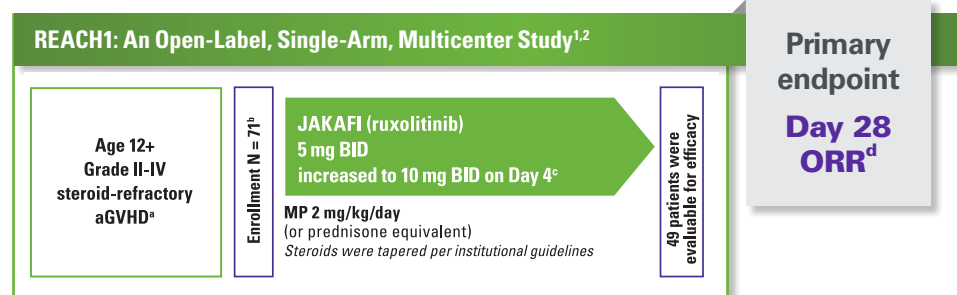 REACH1: An Open-Label, Single-Arm, Multicenter Study1,2
Primary
endpoint
Day 28
ORRd
Age 12+
Grade II-IV
steroid-refractory
aGVHDa
Enrollment N = 71b
JAKAFI (ruxolitinib)
5 mg BID
increased to 10 mg BID on Day 4c
MP 2 mg/kg/day
(or prednisone equivalent)
Steroids were tapered per institutional guidelines
49 patients were
evaluable for efficacy